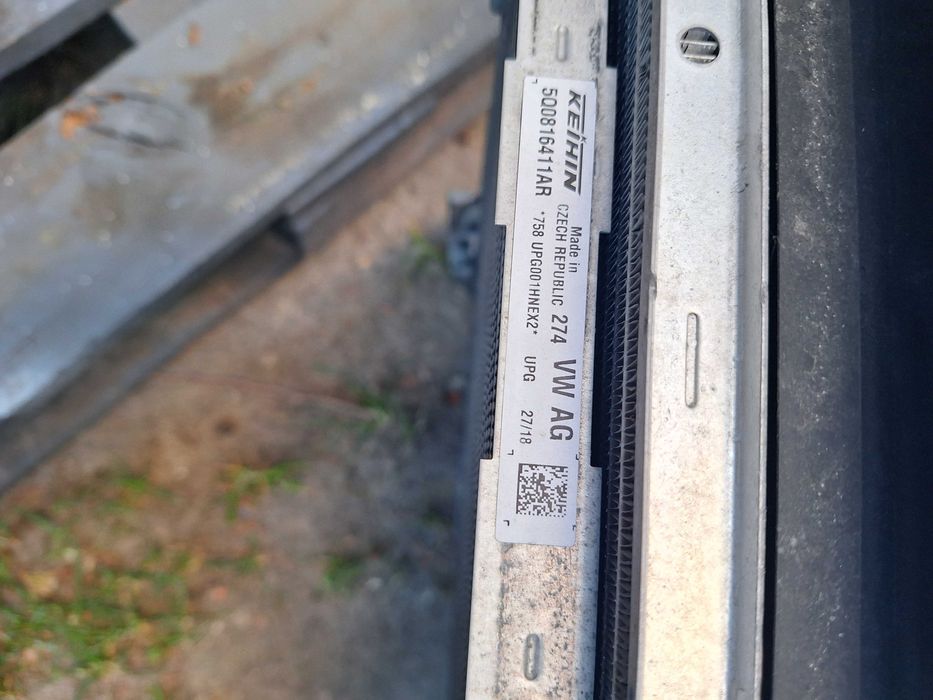 KEIHIN
Made in
CZECH REPUBLIC 274 VW AG
5Q0816411AR
*758 UPG001HNEX2* UPG 27/18